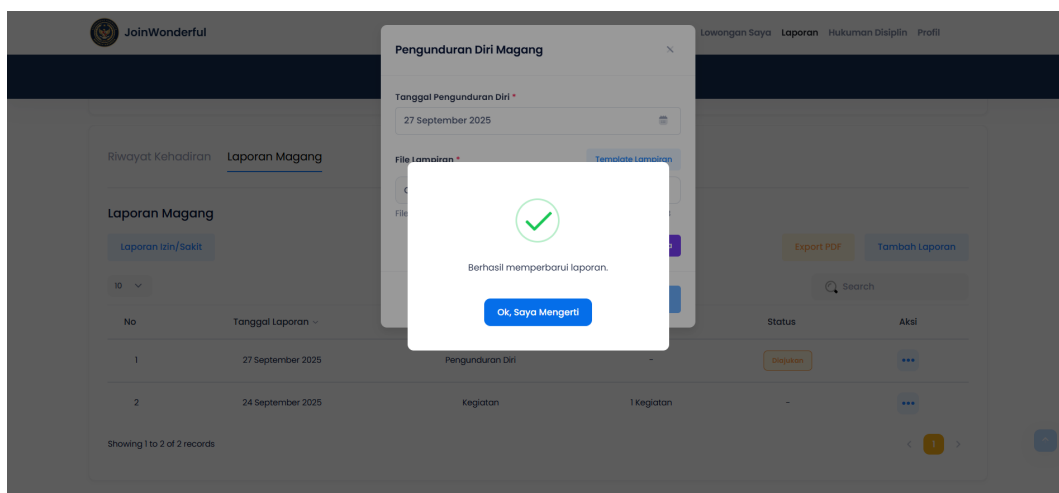 JoinWonderful
Lowongan Saya Laporan Hukuman Disiplin Profil
Pengunduran Diri Magang
Tanggal Pengunduran Diri *
27 September 2025
Riwayat Kehadiran Laporan Magang
File Lampiran * Template Lampiran
Laporan Magang
File
Laporan Izin/Sakit Export PDF Tambah Laporan
Berhasil memperbarui laporan.
10 Search
Ok, Saya Mengerti
No Tanggal Laporan Status Aksi
1 27 September 2025 Pengunduran Diri - Diajukan
2 24 September 2025 Kegiatan 1 Kegiatan -
Showing 1 to 2 of 2 records 1